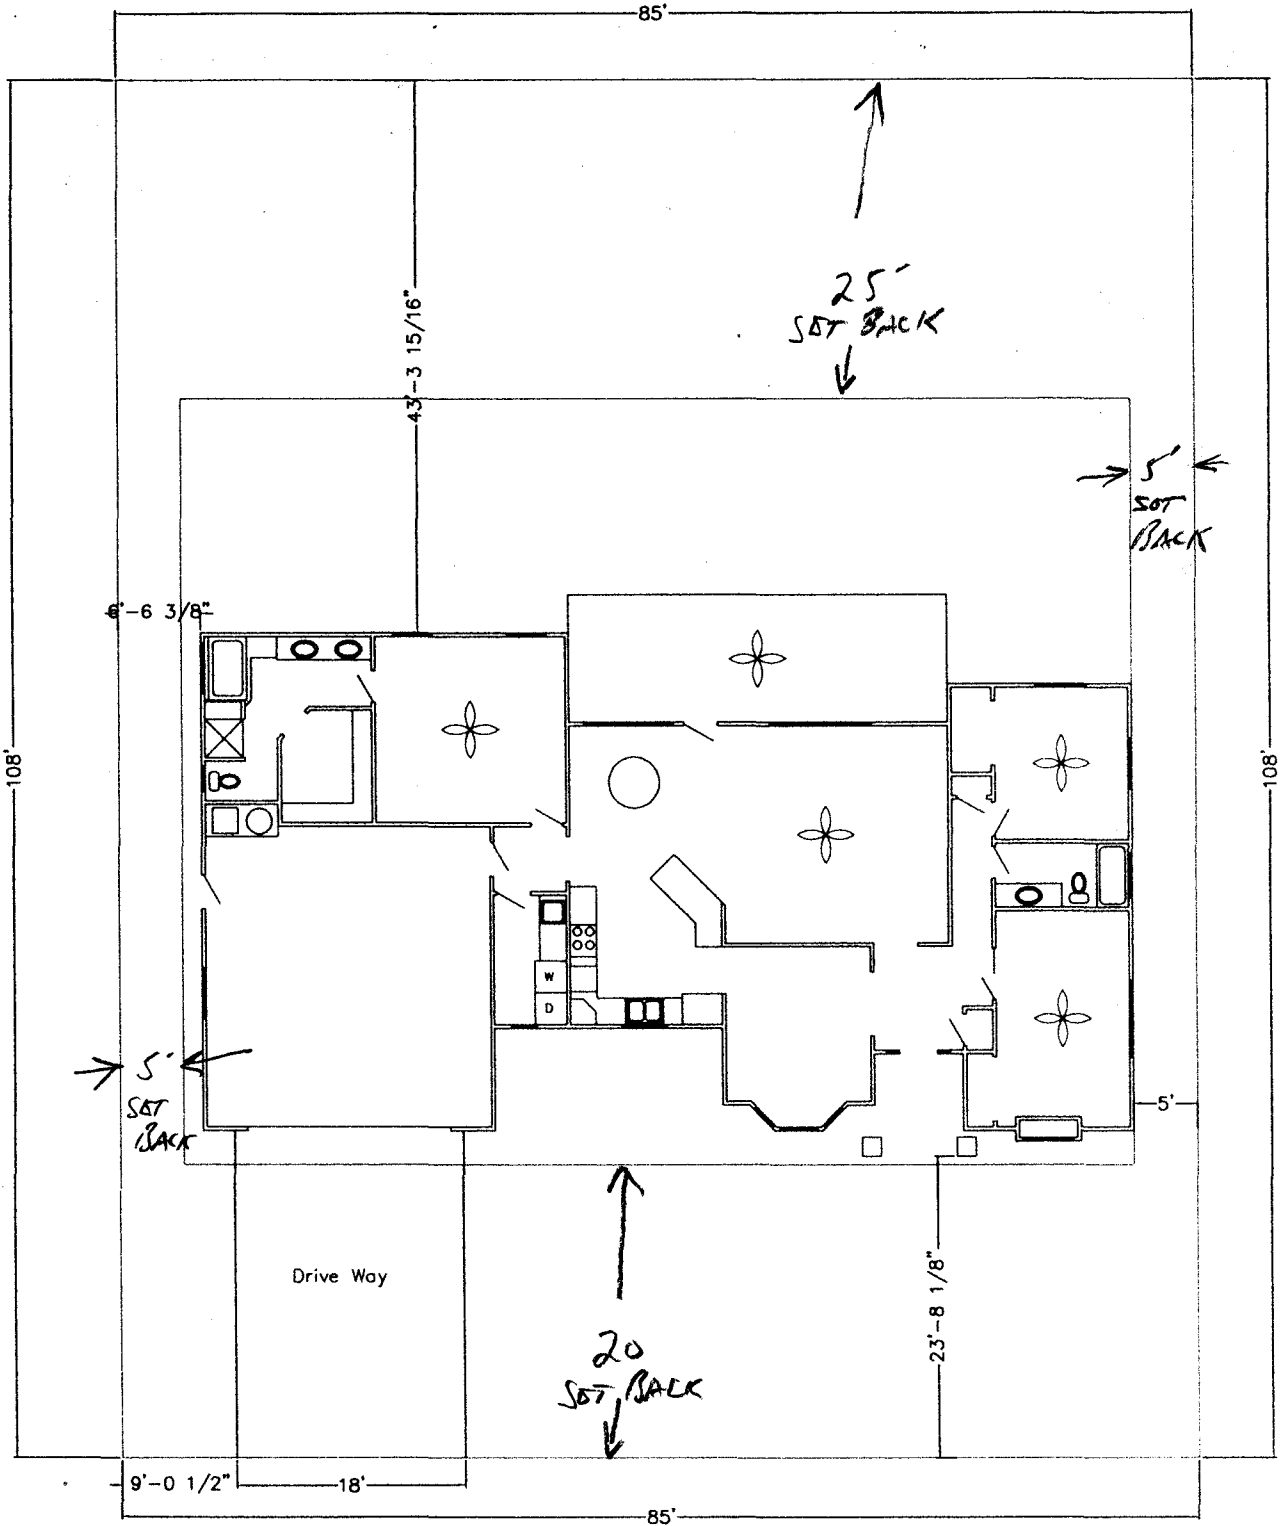 85'
43'-3 15/16"
25'
SET BACK
5'
SET
BACK
6'-6 3/8"
108'
108'
W
D
5'
SET
BACK
5'
Drive Way
23'-8 1/8"
20
SET BACK
9'-0 1/2"
18'
85'